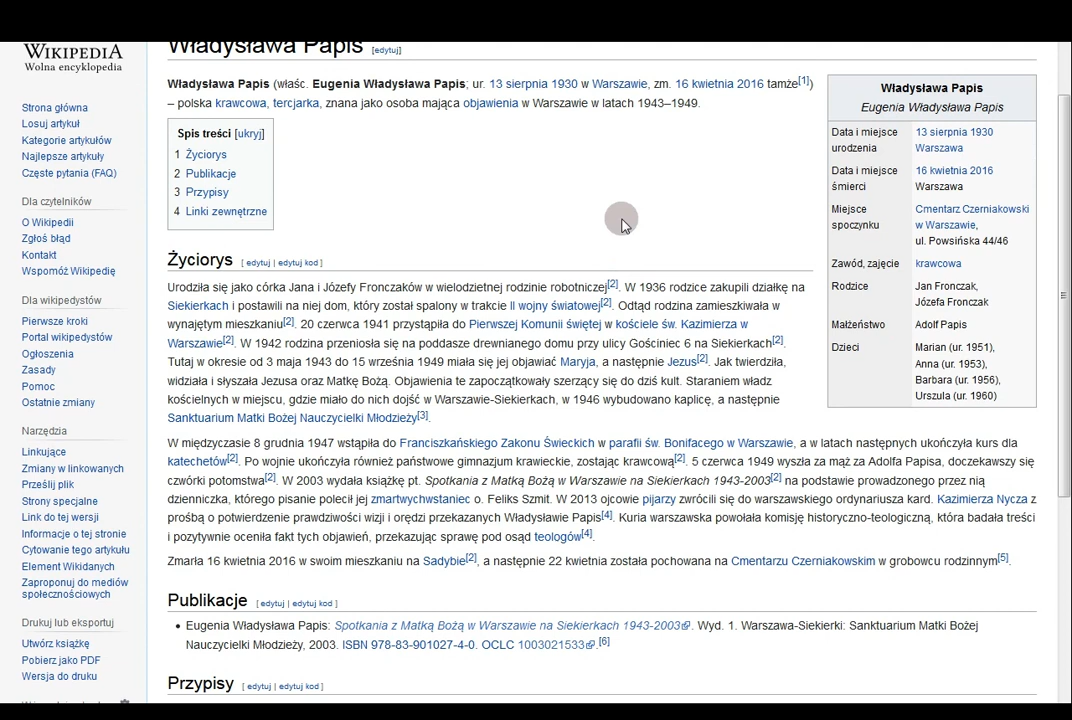 WIKIPEDIA
Wolna encyklopedia
Strona główna
Losuj artykuł
Kategorie artykułów
Najlepsze artykuły
Częste pytania (FAQ)
Dla czytelników
O Wikipedii
Zgłoś błąd
Kontakt
Wspomóż Wikipedię
Dla wikipedystów
Pierwsze kroki
Portal wikipedystów
Ogłoszenia
Zasady
Pomoc
Ostatnie zmiany
Narzędzia
Linkujące
Zmiany w linkowanych
Prześlij plik
Strony specjalne
Link do tej wersji
Informacje o tej stronie
Cytowanie tego artykułu
Element Wikidanych
Zaproponuj do mediów
społecznościowych
Drukuj lub eksportuj
Utwórz książkę
Pobierz jako PDF
Wersja do druku
Władysława Papis [edytuj]
Władysława Papis (właśc. Eugenia Władysława Papis; ur. 13 sierpnia 1930 w Warszawie, zm. 16 kwietnia 2016 tamże[1])
– polska krawcowa, tercjarka, znana jako osoba mająca objawienia w Warszawie w latach 1943–1949.
Spis treści [ukryj]
1 Życiorys
2 Publikacje
3 Przypisy
4 Linki zewnętrzne
Władysława Papis
Eugenia Władysława Papis
Data i miejsce urodzenia 13 sierpnia 1930
Warszawa
Data i miejsce śmierci 16 kwietnia 2016
Warszawa
Miejsce spoczynku Cmentarz Czerniakowski
w Warszawie,
ul. Powsińska 44/46
Zawód, zajęcie krawcowa
Rodzice Jan Fronczak,
Józefa Fronczak
Małżeństwo Adolf Papis
Dzieci Marian (ur. 1951),
Anna (ur. 1953),
Barbara (ur. 1956),
Urszula (ur. 1960)
Życiorys [ edytuj | edytuj kod ]
Urodziła się jako córka Jana i Józefy Fronczaków w wielodzietnej rodzinie robotniczej[2]. W 1936 rodzice zakupili działkę na
Siekierkach i postawili na niej dom, który został spalony w trakcie II wojny światowej[2]. Odtąd rodzina zamieszkiwała w
wynajętym mieszkaniu[2]. 20 czerwca 1941 przystąpiła do Pierwszej Komunii świętej w kościele św. Kazimierza w
Warszawie[2]. W 1942 rodzina przeniosła się na poddasze drewnianego domu przy ulicy Gościniec 6 na Siekierkach[2].
Tutaj w okresie od 3 maja 1943 do 15 września 1949 miała się jej objawiać Maryja, a następnie Jezus[2]. Jak twierdziła,
widziała i słyszała Jezusa oraz Matkę Bożą. Objawienia te zapoczątkowały szerzący się do dziś kult. Staraniem władz
kościelnych w miejscu, gdzie miało do nich dojść w Warszawie-Siekierkach, w 1946 wybudowano kaplicę, a następnie
Sanktuarium Matki Bożej Nauczycielki Młodzieży[3].
W międzyczasie 8 grudnia 1947 wstąpiła do Franciszkańskiego Zakonu Świeckich w parafii św. Bonifacego w Warszawie, a w latach następnych ukończyła kurs dla
katechetów[2]. Po wojnie ukończyła również państwowe gimnazjum krawieckie, zostając krawcową[2]. 5 czerwca 1949 wyszła za mąż za Adolfa Papisa, doczekawszy się
czwórki potomstwa[2]. W 2003 wydała książkę pt. Spotkania z Matką Bożą w Warszawie na Siekierkach 1943-2003[2] na podstawie prowadzonego przez nią
dzienniczka, którego pisanie polecił jej zmartwychwstaniec o. Feliks Szmit. W 2013 ojcowie pijarzy zwrócili się do warszawskiego ordynariusza kard. Kazimierza Nycza z
prośbą o potwierdzenie prawdziwości wizji i orędzi przekazanych Władysławie Papis[4]. Kuria warszawska powołała komisję historyczno-teologiczną, która badała treści
i pozytywnie oceniła fakt tych objawień, przekazując sprawę pod osąd teologów[4].
Zmarła 16 kwietnia 2016 w swoim mieszkaniu na Sadybie[2], a następnie 22 kwietnia została pochowana na Cmentarzu Czerniakowskim w grobowcu rodzinnym[5].
Publikacje [ edytuj | edytuj kod ]
• Eugenia Władysława Papis: Spotkania z Matką Bożą w Warszawie na Siekierkach 1943-2003. Wyd. 1. Warszawa-Siekierki: Sanktuarium Matki Bożej
Nauczycielki Młodzieży, 2003. ISBN 978-83-901027-4-0. OCLC 1003021533.[6]
Przypisy [ edytuj | edytuj kod ]